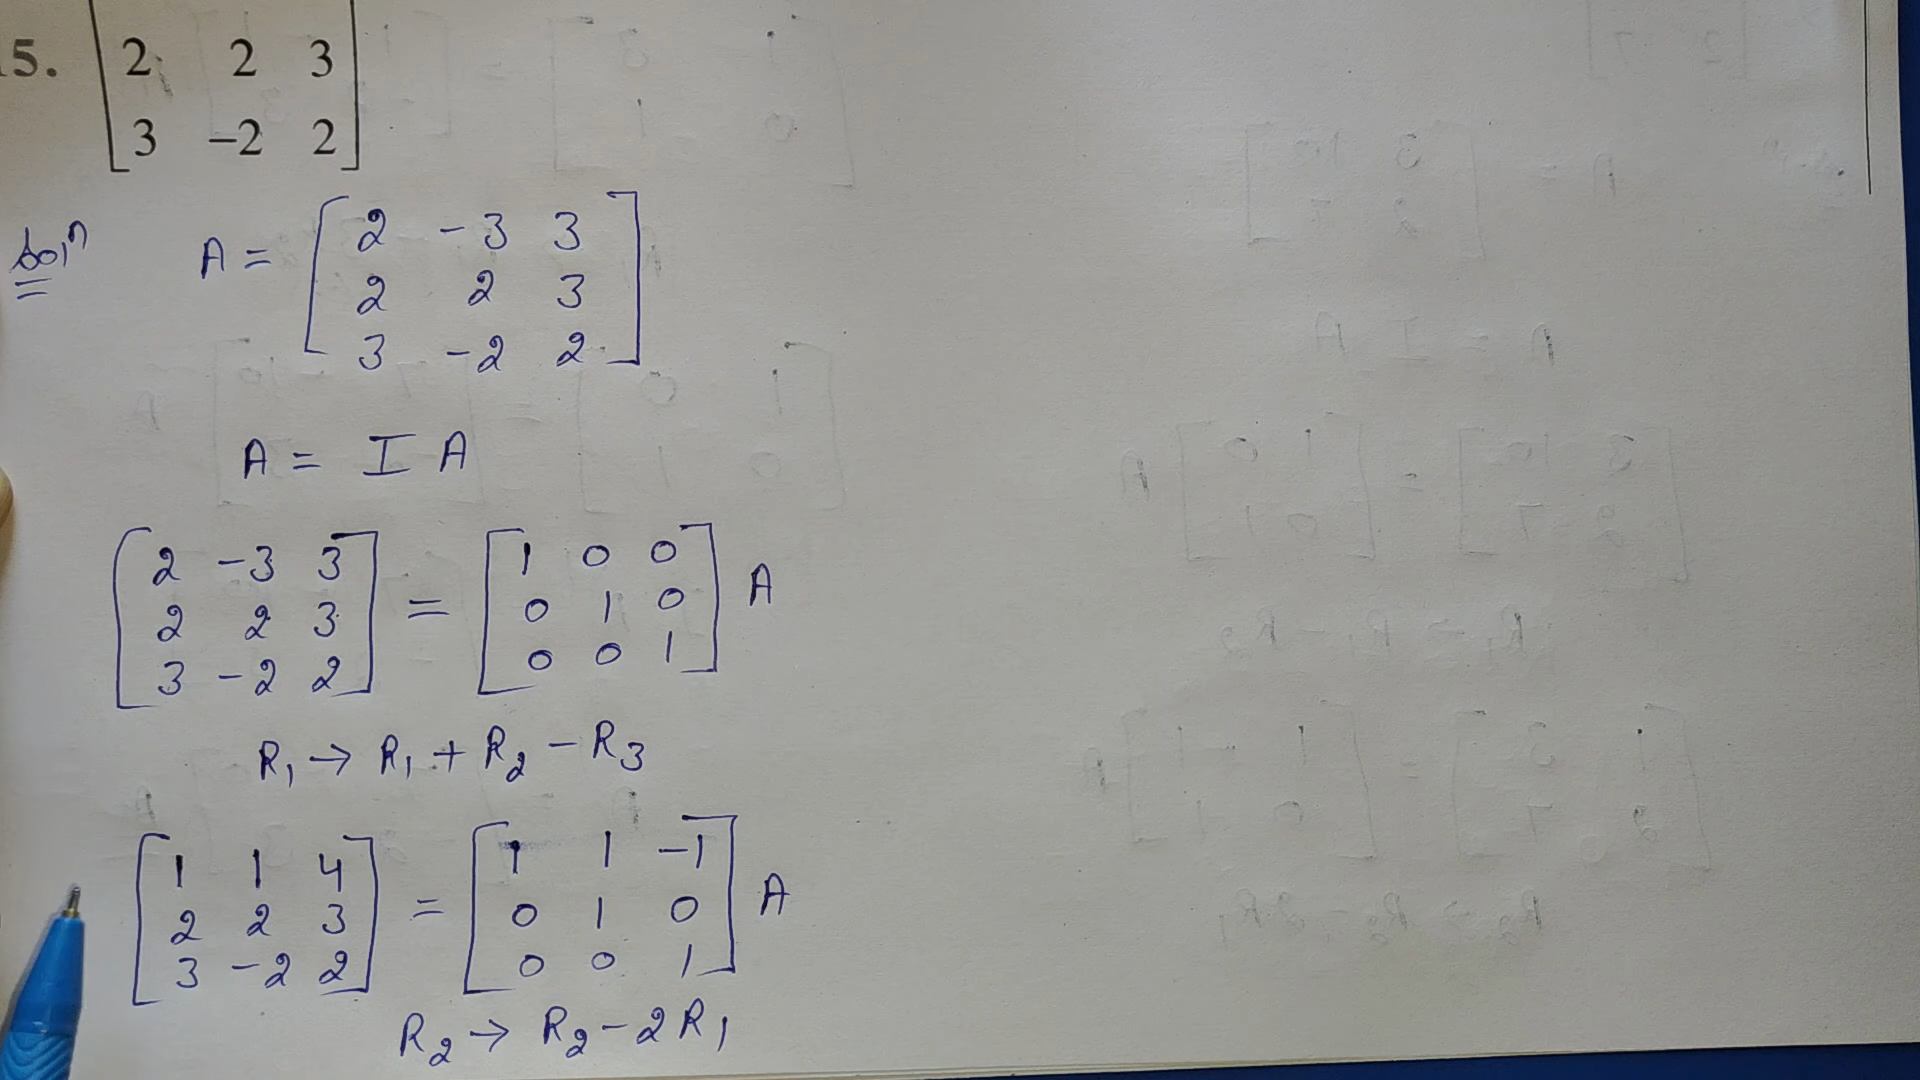 15. [2 2 3
3 -2 2]
Solⁿ A = [2 -3 3
2 2 3
3 -2 2]
A = I A
[2 -3 3
2 2 3
3 -2 2] = [1 0 0
0 1 0
0 0 1] A
R₁ → R₁ + R₂ - R₃
[1 1 4
2 2 3
3 -2 2] = [1 1 -1
0 1 0
0 0 1] A
R₂ → R₂ - 2R₁